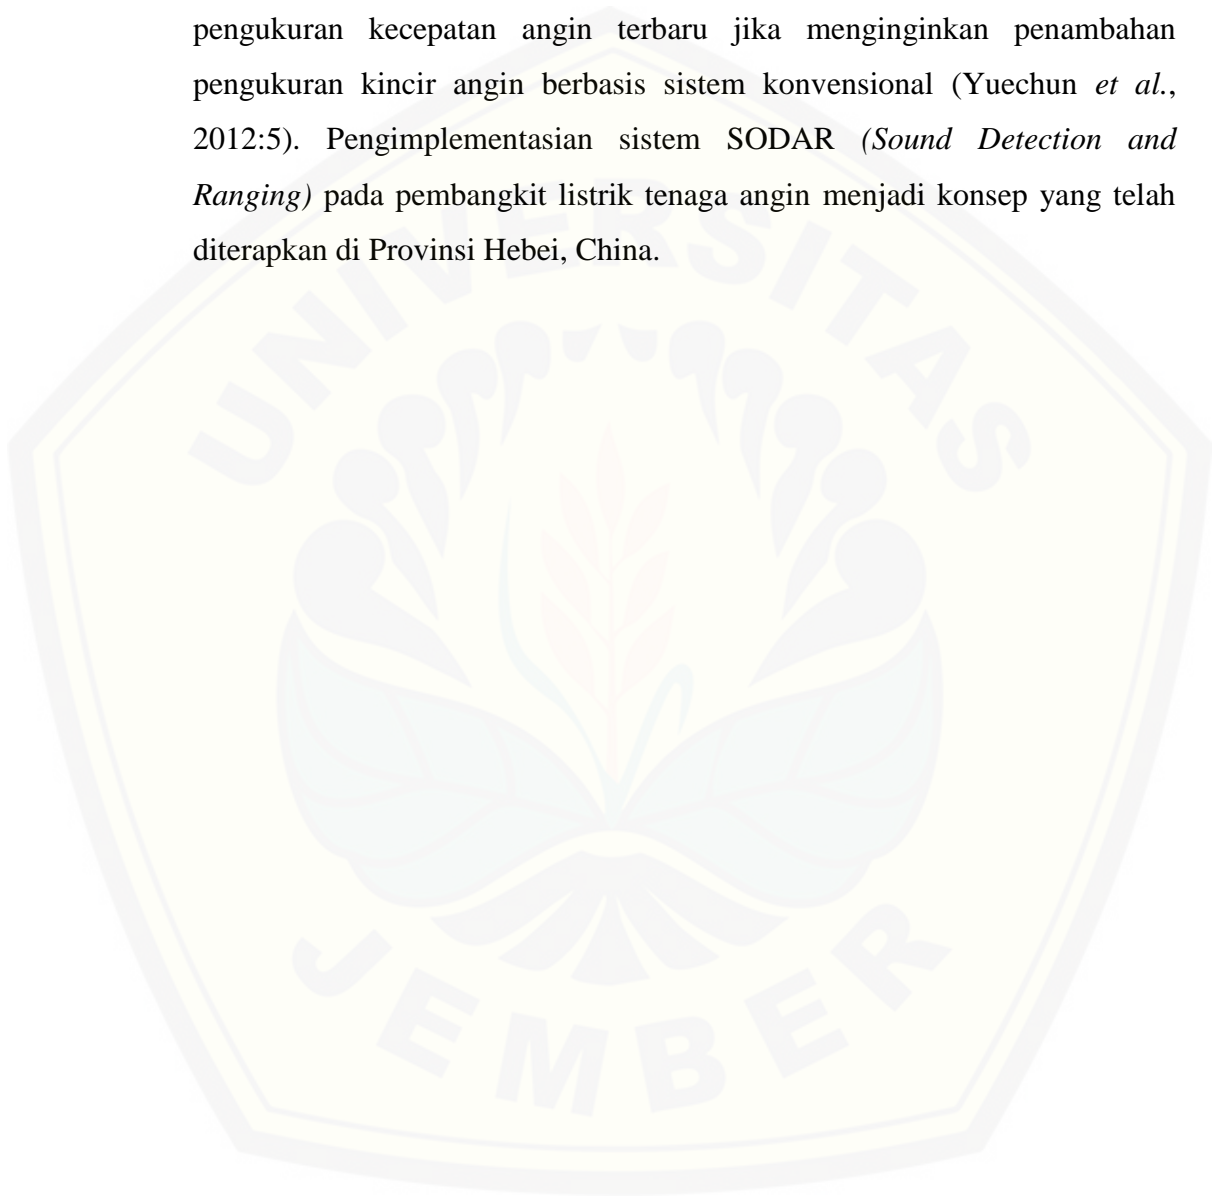 pengukuran kecepatan angin terbaru jika menginginkan penambahan
pengukuran kincir angin berbasis sistem konvensional (Yuechun et al.,
2012:5). Pengimplementasian sistem SODAR (Sound Detection and
Ranging) pada pembangkit listrik tenaga angin menjadi konsep yang telah
diterapkan di Provinsi Hebei, China.
UNIVERSITAS
JEMBER